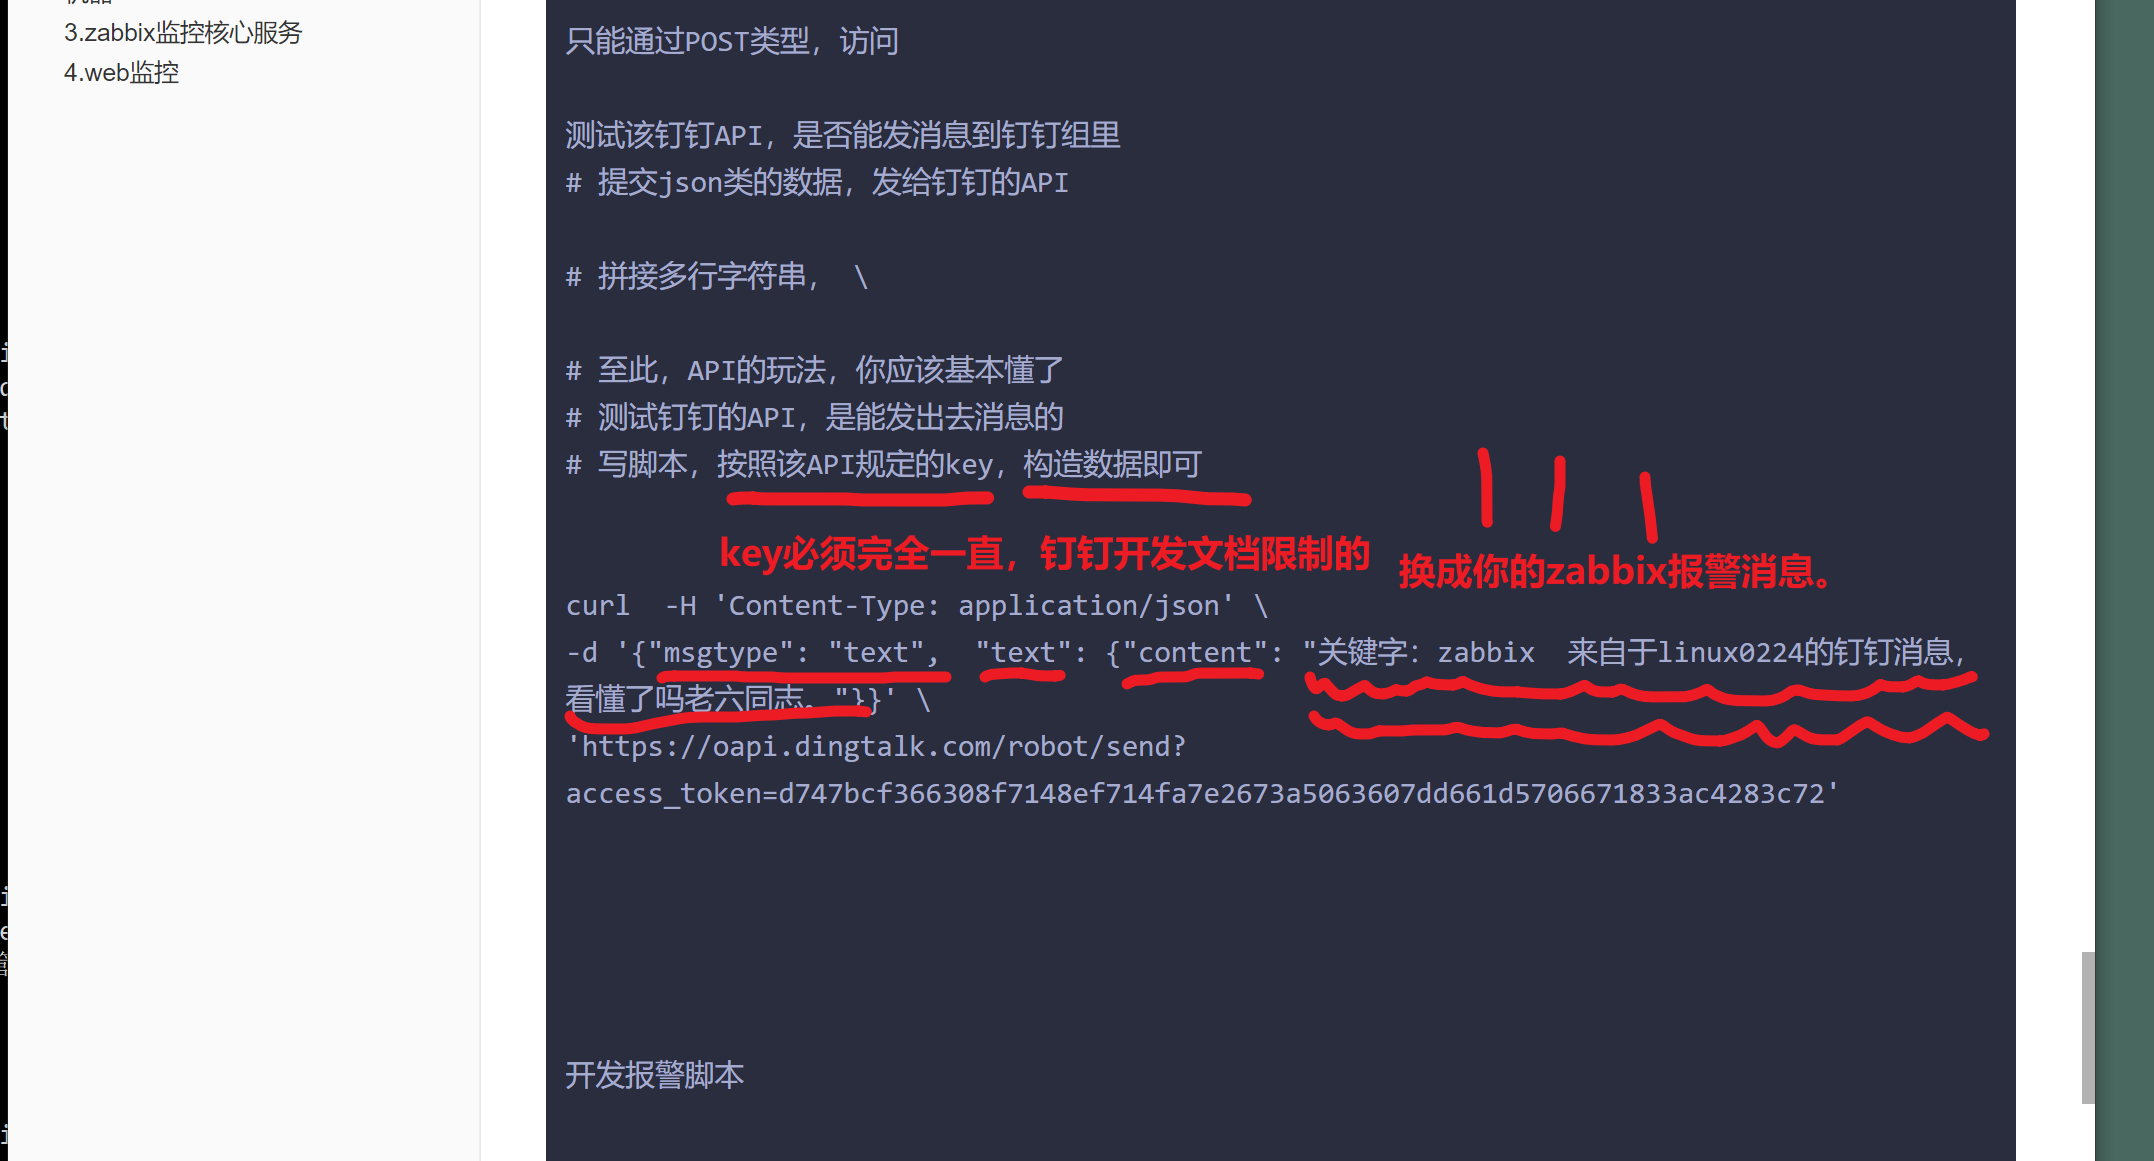 3.zabbix监控核心服务
4.web监控
只能通过POST类型，访问
测试该钉钉API，是否能发消息到钉钉组里
# 提交json类的数据，发给钉钉的API
# 拼接多行字符串， \
# 至此，API的玩法，你应该基本懂了
# 测试钉钉的API，是能发出去消息的
# 写脚本，按照该API规定的key，构造数据即可
key必须完全一直，钉钉开发文档限制的
换成你的zabbix报警消息。
curl  -H 'Content-Type: application/json' \
-d '{"msgtype": "text",  "text": {"content": "关键字：zabbix  来自于linux0224的钉钉消息，
看懂了吗老六同志。"}}' \
'https://oapi.dingtalk.com/robot/send?
access_token=d747bcf366308f7148ef714fa7e2673a5063607dd661d5706671833ac4283c72'
开发报警脚本